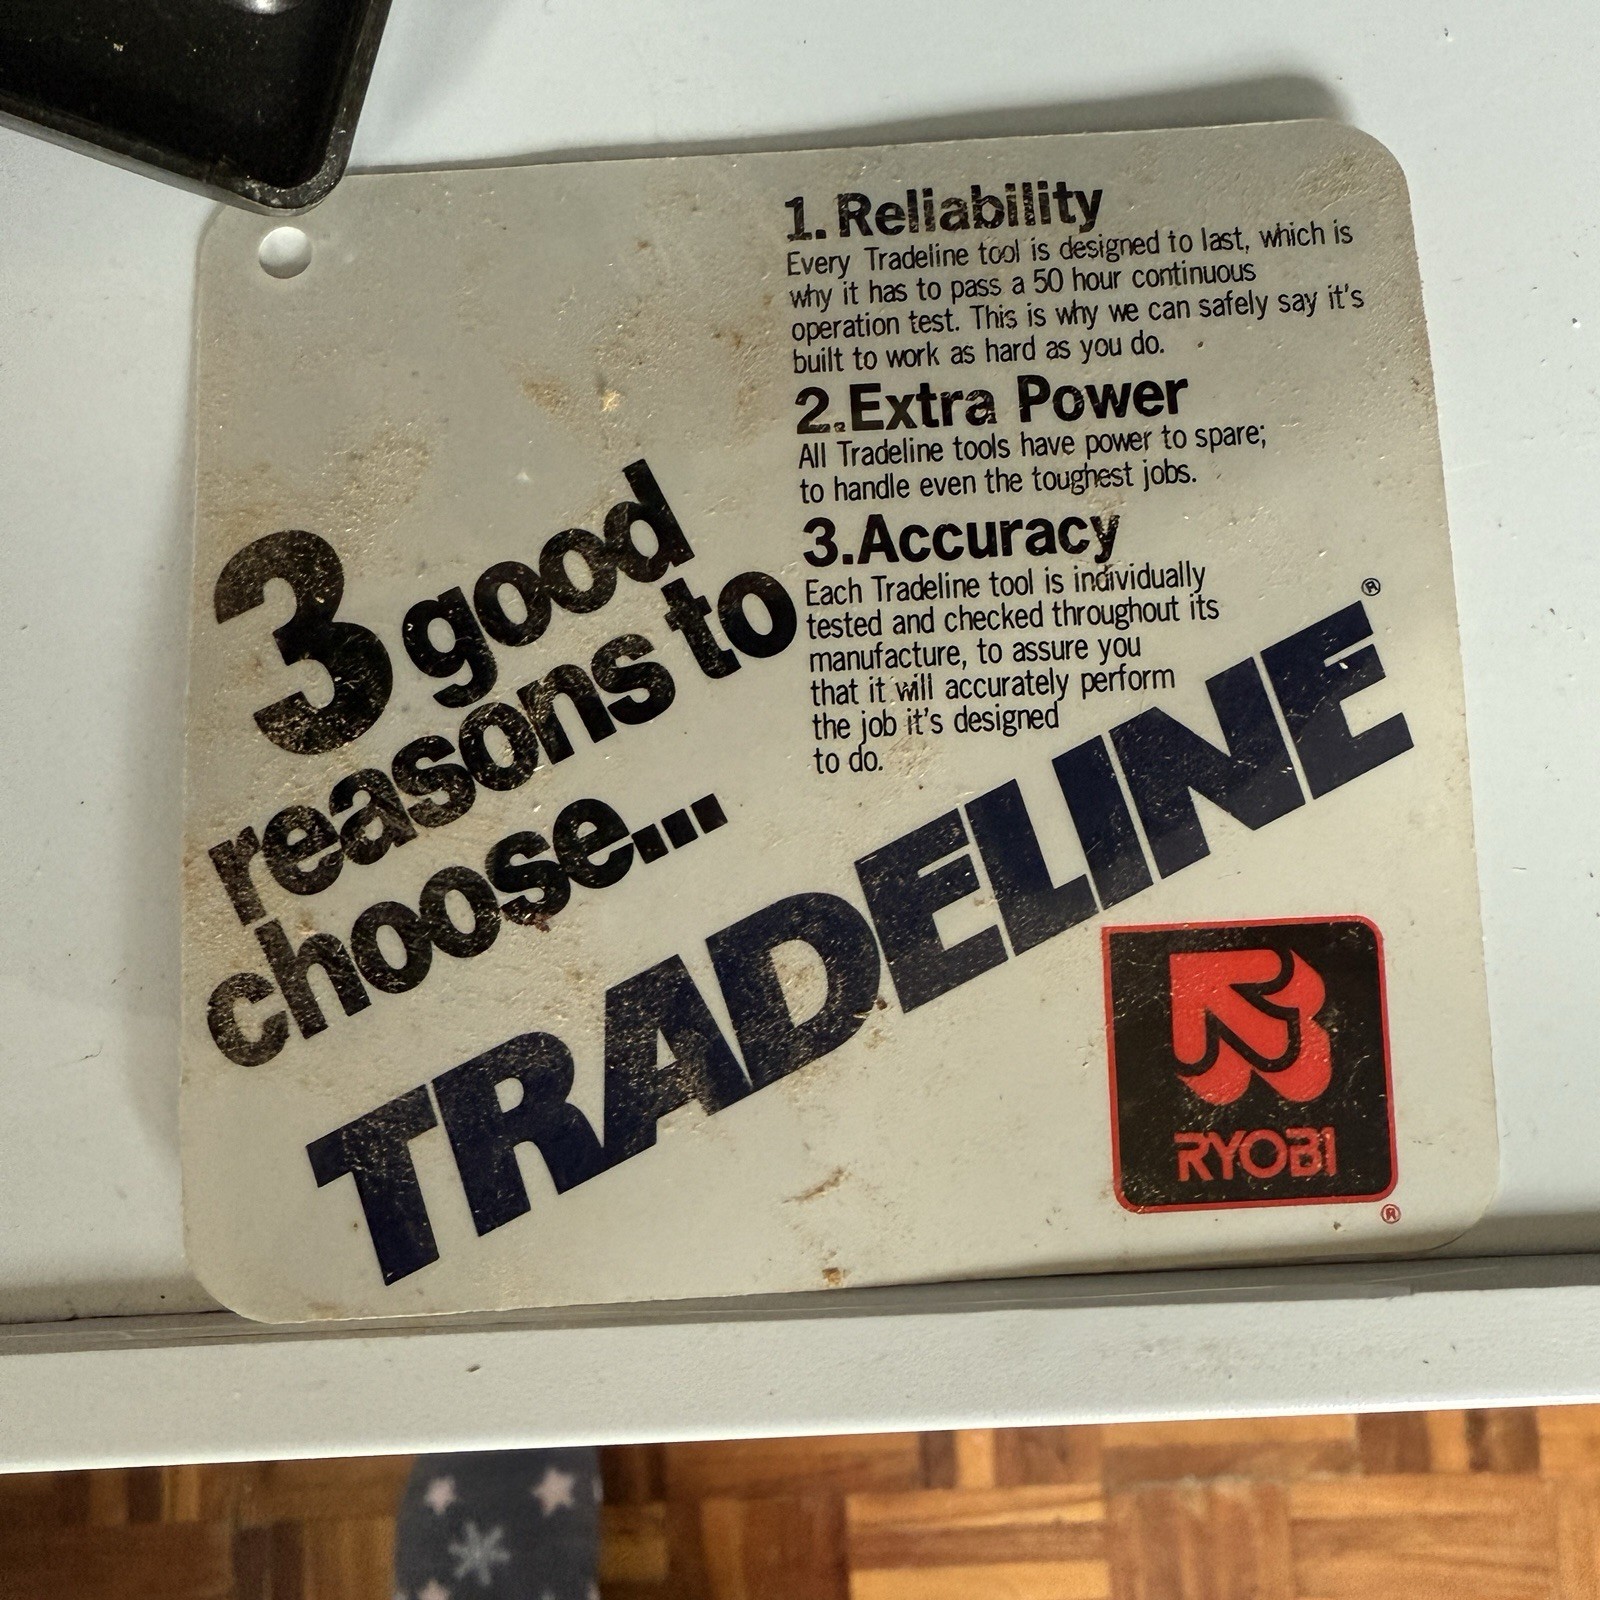 3 good
reasons to
choose...
1. Reliability
Every Tradeline tool is designed to last, which is
why it has to pass a 50 hour continuous
operation test. This is why we can safely say it's
built to work as hard as you do.
2. Extra Power
All Tradeline tools have power to spare;
to handle even the toughest jobs.
3. Accuracy
Each Tradeline tool is individually
tested and checked throughout its
manufacture, to assure you
that it will accurately perform
the job it's designed
to do.
TRADELINE®
RYOBI
®